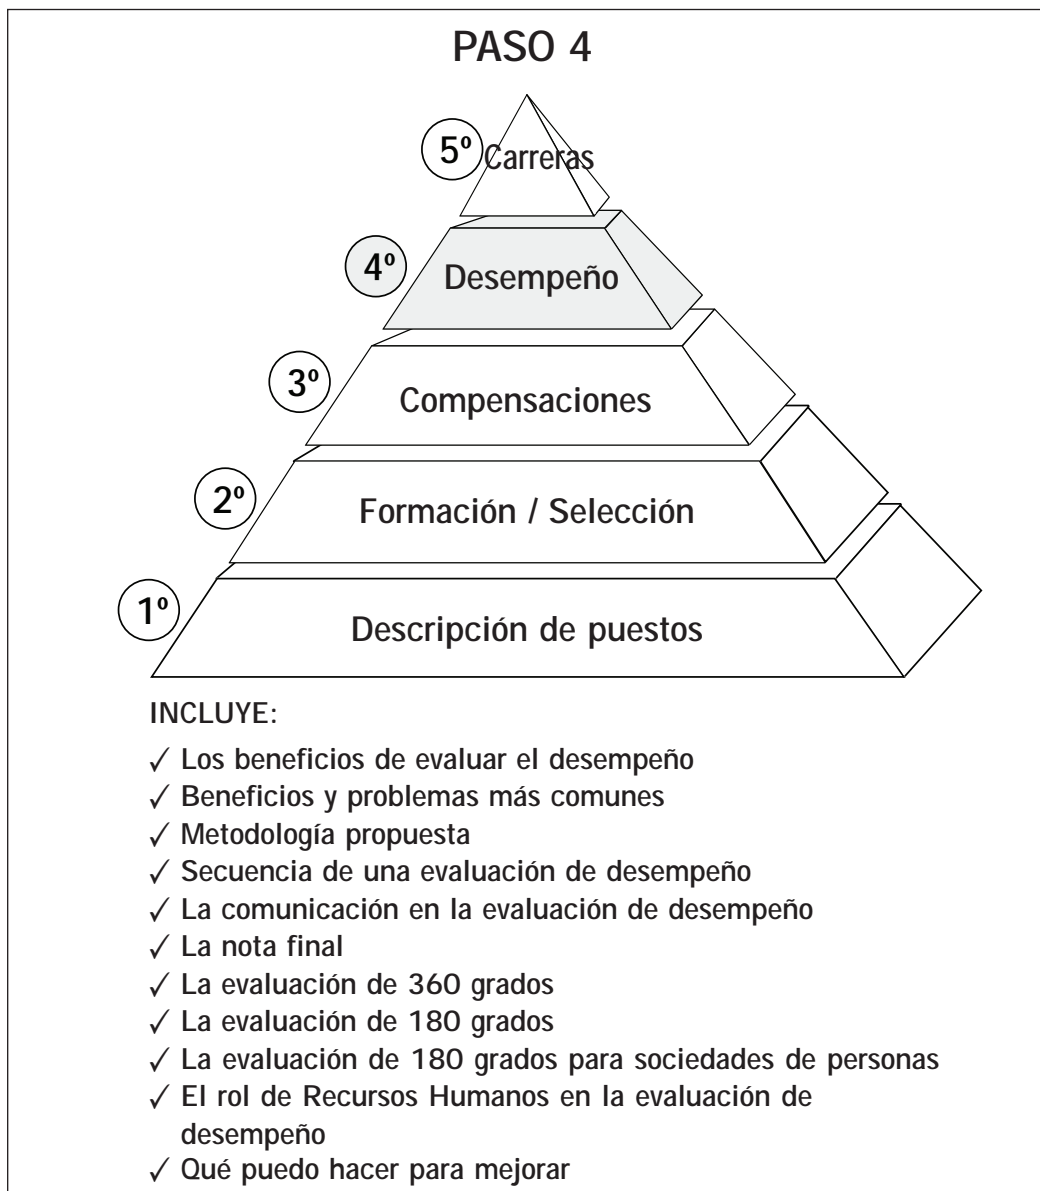 PASO 4
5º Carreras
4º Desempeño
3º Compensaciones
2º Formación / Selección
1º Descripción de puestos
INCLUYE:
✓ Los beneficios de evaluar el desempeño
✓ Beneficios y problemas más comunes
✓ Metodología propuesta
✓ Secuencia de una evaluación de desempeño
✓ La comunicación en la evaluación de desempeño
✓ La nota final
✓ La evaluación de 360 grados
✓ La evaluación de 180 grados
✓ La evaluación de 180 grados para sociedades de personas
✓ El rol de Recursos Humanos en la evaluación de
desempeño
✓ Qué puedo hacer para mejorar